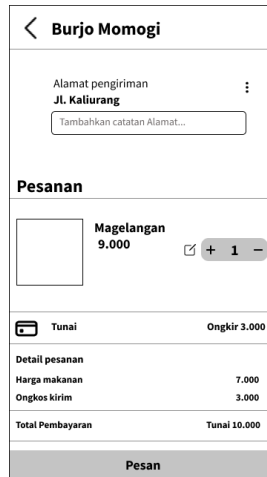 Burjo Momogi
Alamat pengiriman
Jl. Kaliurang
Tambahkan catatan Alamat...
Pesanan
Magelangan
9.000
+ 1 −
Tunai Ongkir 3.000
Detail pesanan
Harga makanan 7.000
Ongkos kirim 3.000
Total Pembayaran Tunai 10.000
Pesan